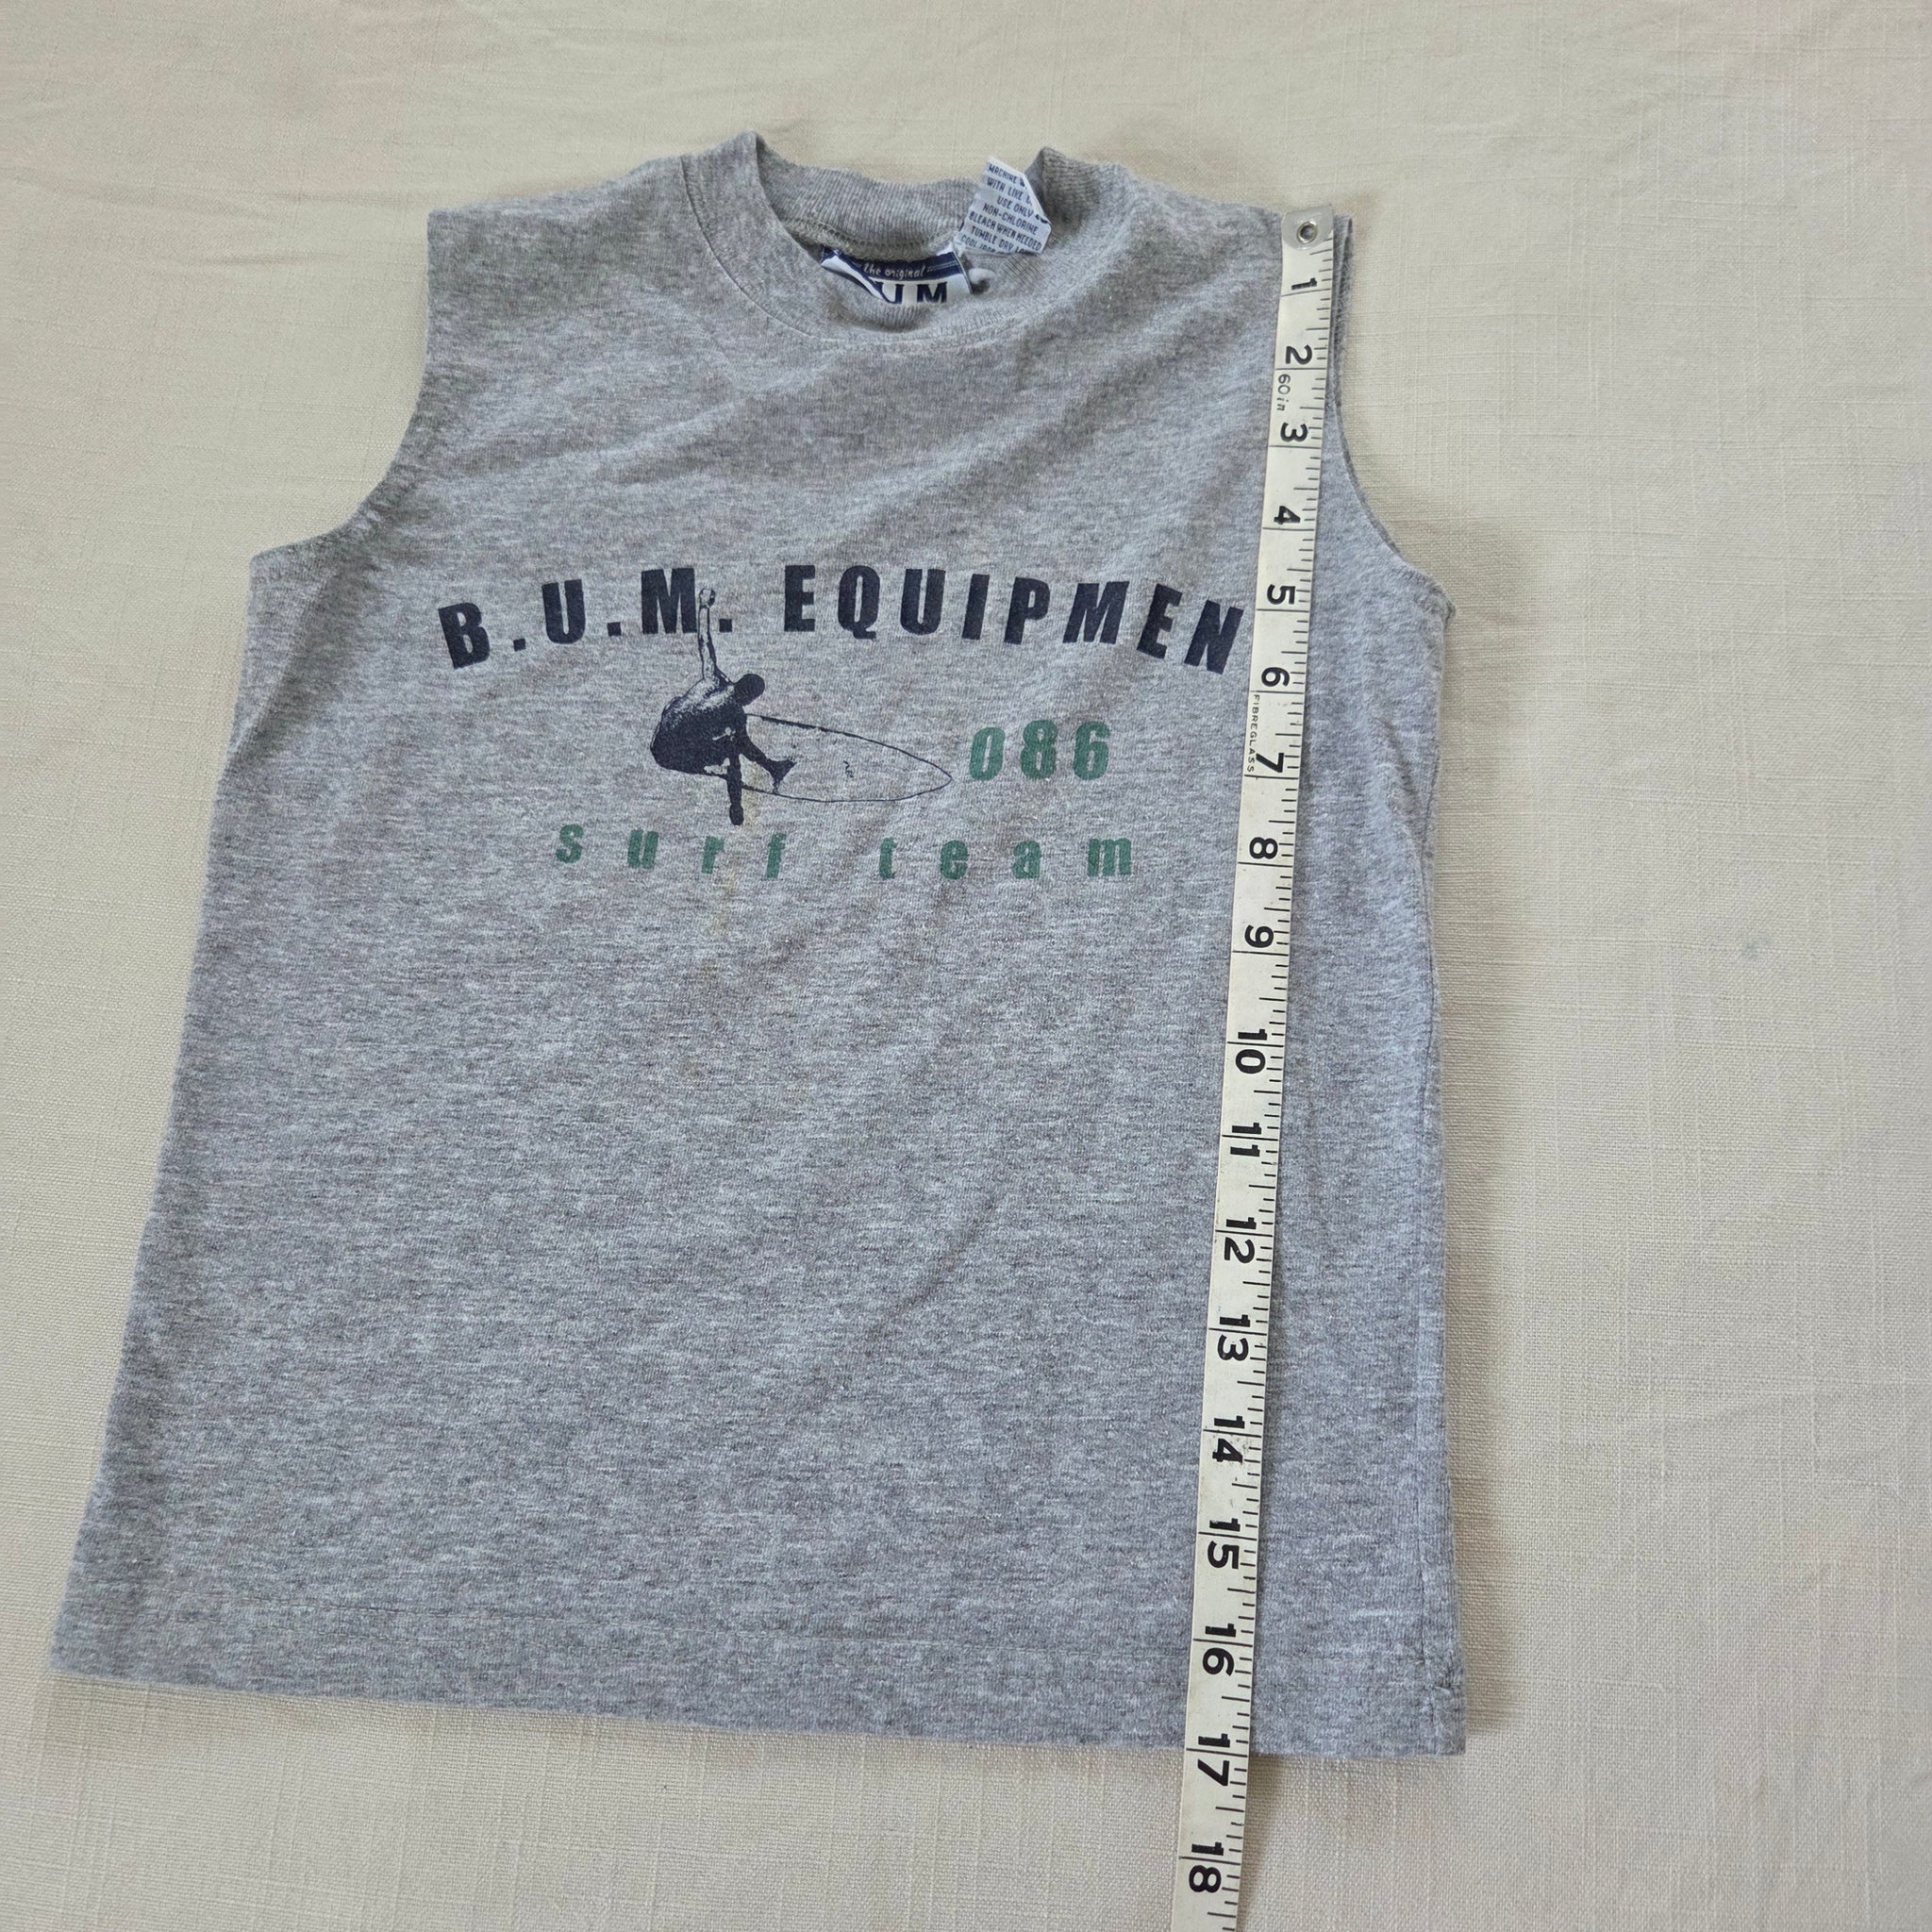 MACHINE
WITH LIKE
USE ONLY
NON-CHLORINE
BLEACH WHEN NEEDED
TUMBLE DRY
COOL
the original
UM
B.U.M. EQUIPMEN
086
surf team
1
2
60in
3
4
5
6
FIBREGLASS
7
8
9
10
11
12
13
14
15
16
17
18